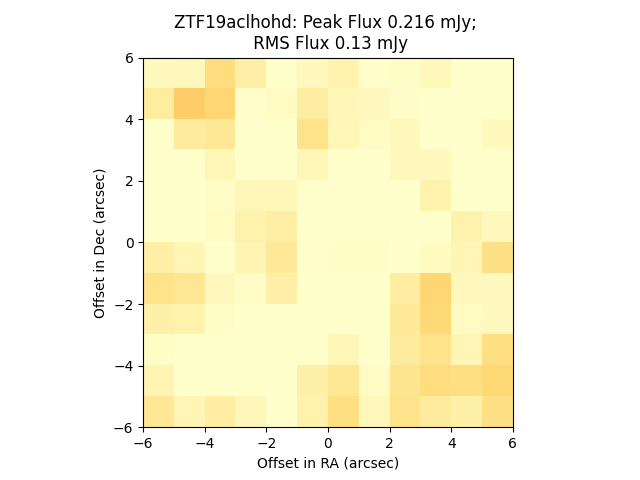 ZTF19aclhohd: Peak Flux 0.216 mJy;
RMS Flux 0.13 mJy
6
4
2
0
−2
−4
−6
Offset in Dec (arcsec)
−6 −4 −2 0 2 4 6
Offset in RA (arcsec)